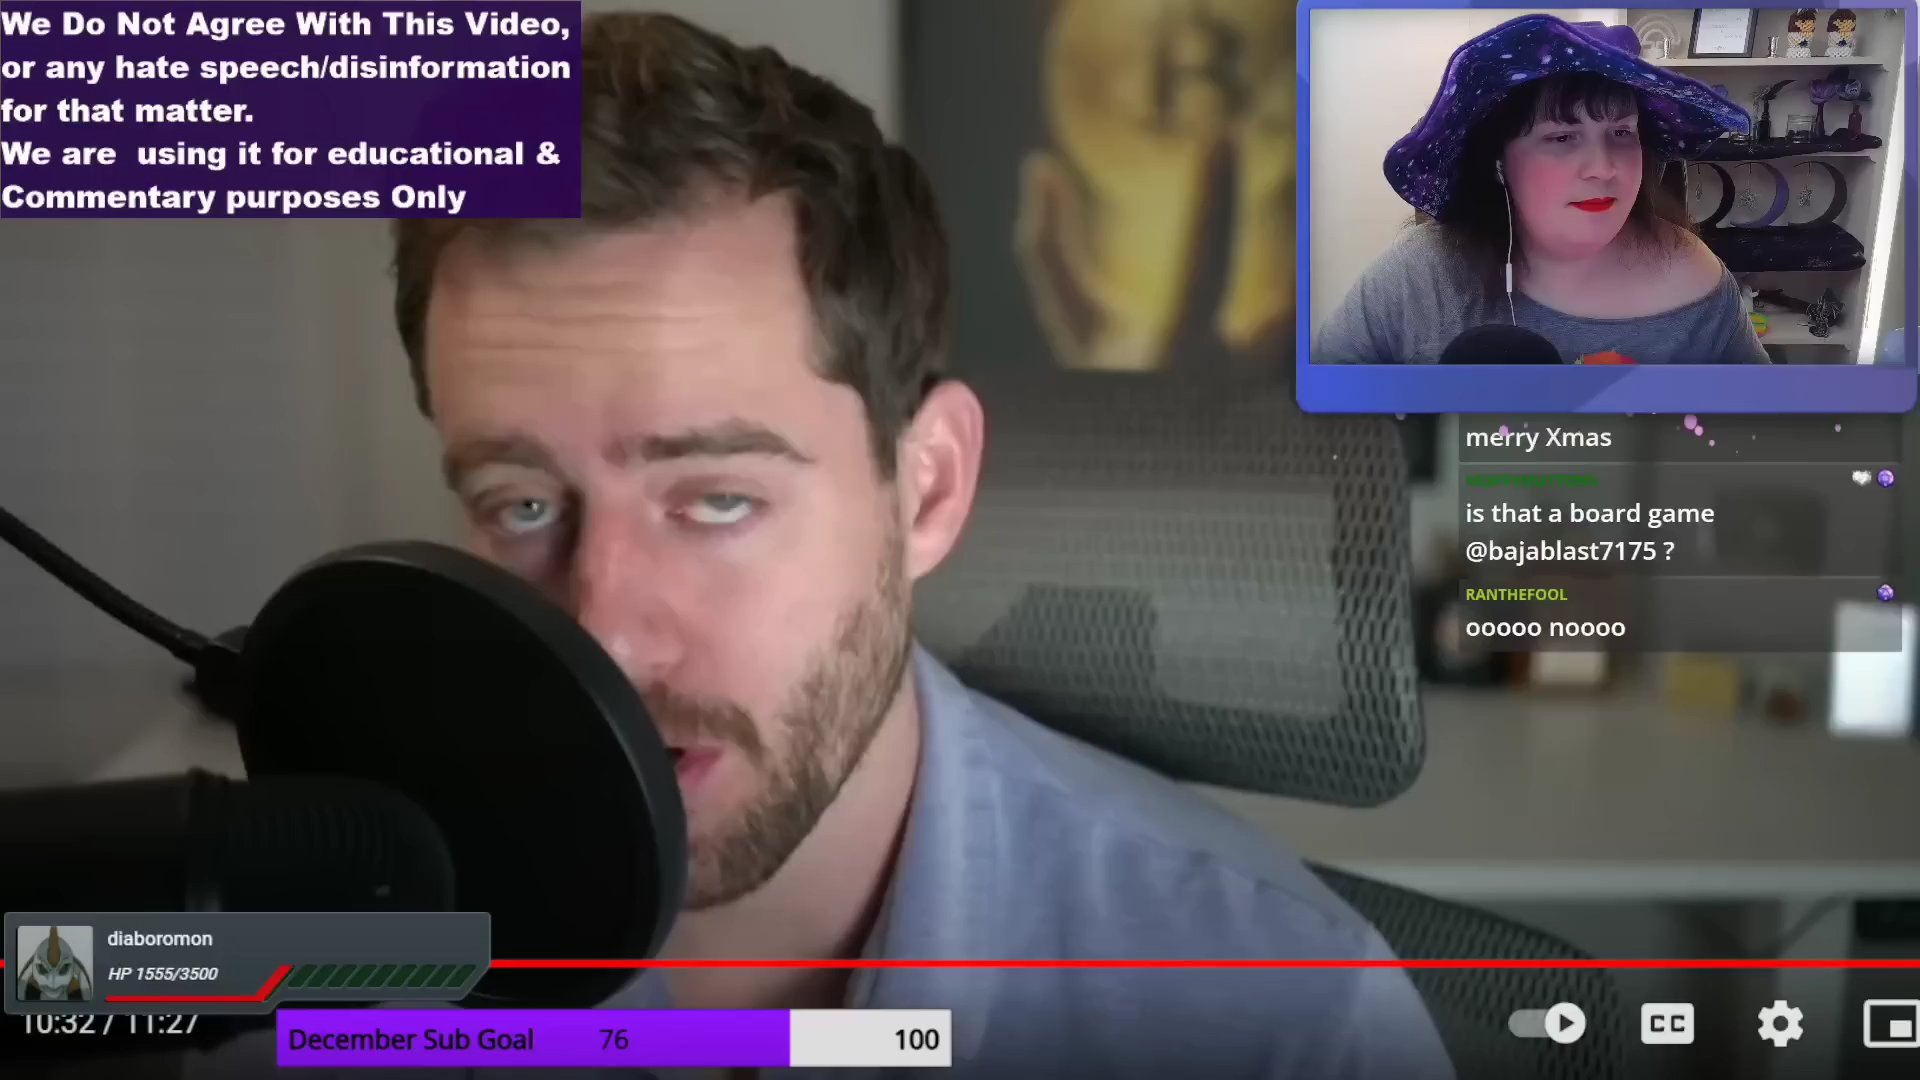 We Do Not Agree With This Video,
or any hate speech/disinformation
for that matter.
We are using it for educational &
Commentary purposes Only
merry Xmas
is that a board game
@bajablast7175 ?
RANTHEFOOL
ooooo noooo
diaboromon
HP 1555/3500
10:32 / 11:27
December Sub Goal 76 100
CC